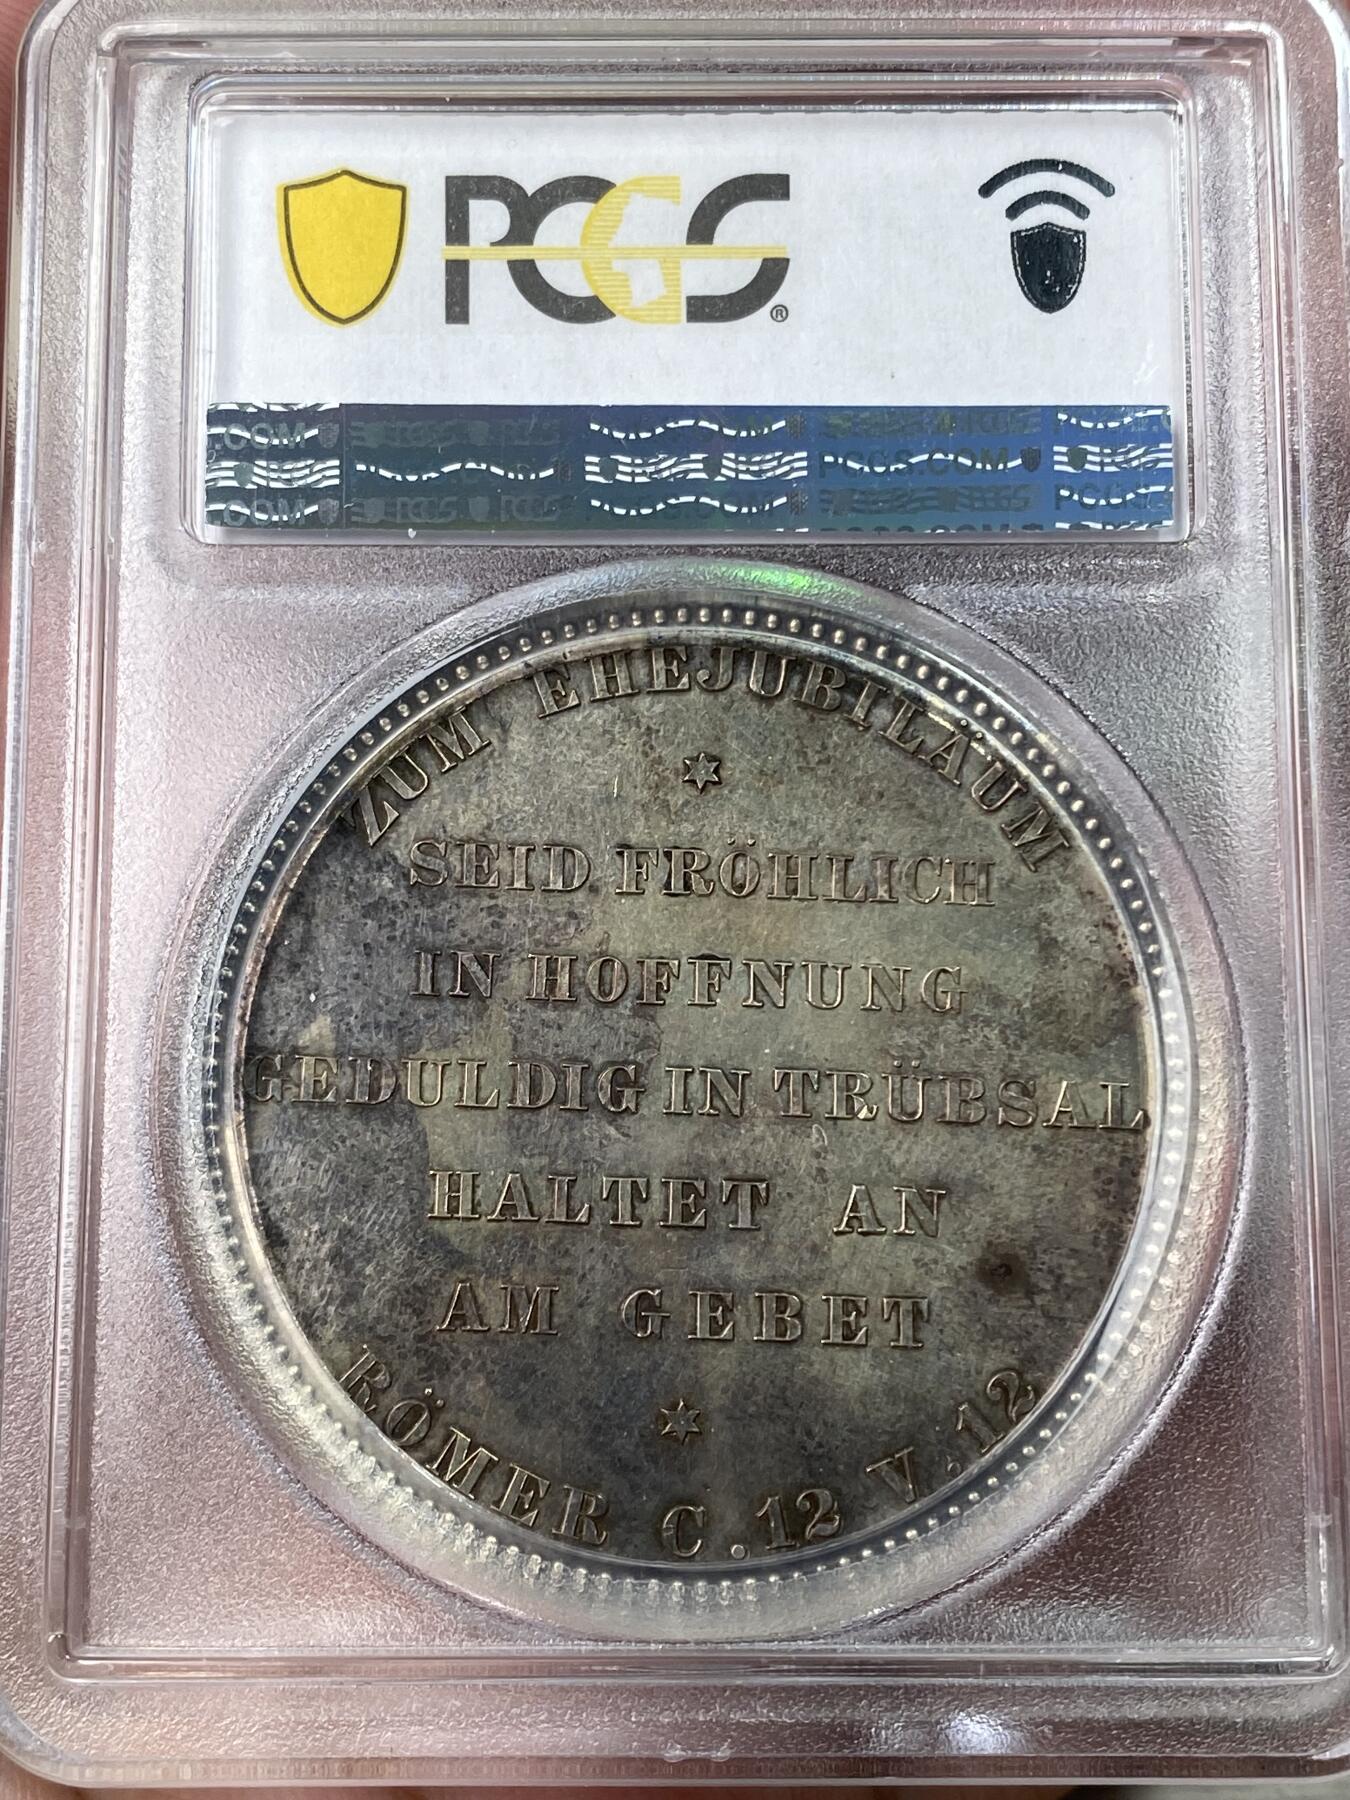 PCGS®
PCGS.COM
ZUM EHEJUBILÄUM
SEID FRÖHLICH
IN HOFFNUNG
GEDULDIG IN TRÜBSAL
HALTET AN
AM GEBET
RÖMER C. 12 V. 12